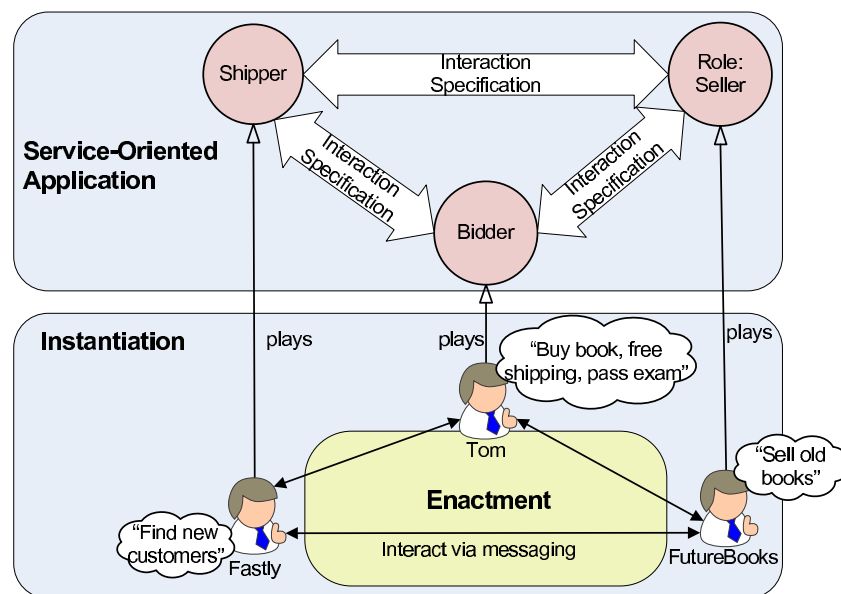 Shipper
Interaction
Specification
Role:
Seller
Service-Oriented
Application
Interaction
Specification
Interaction
Specification
Bidder
Instantiation
plays
plays
plays
“Buy book, free
shipping, pass exam”
Tom
“Sell old
books”
Enactment
“Find new
customers”
Interact via messaging
Fastly
FutureBooks